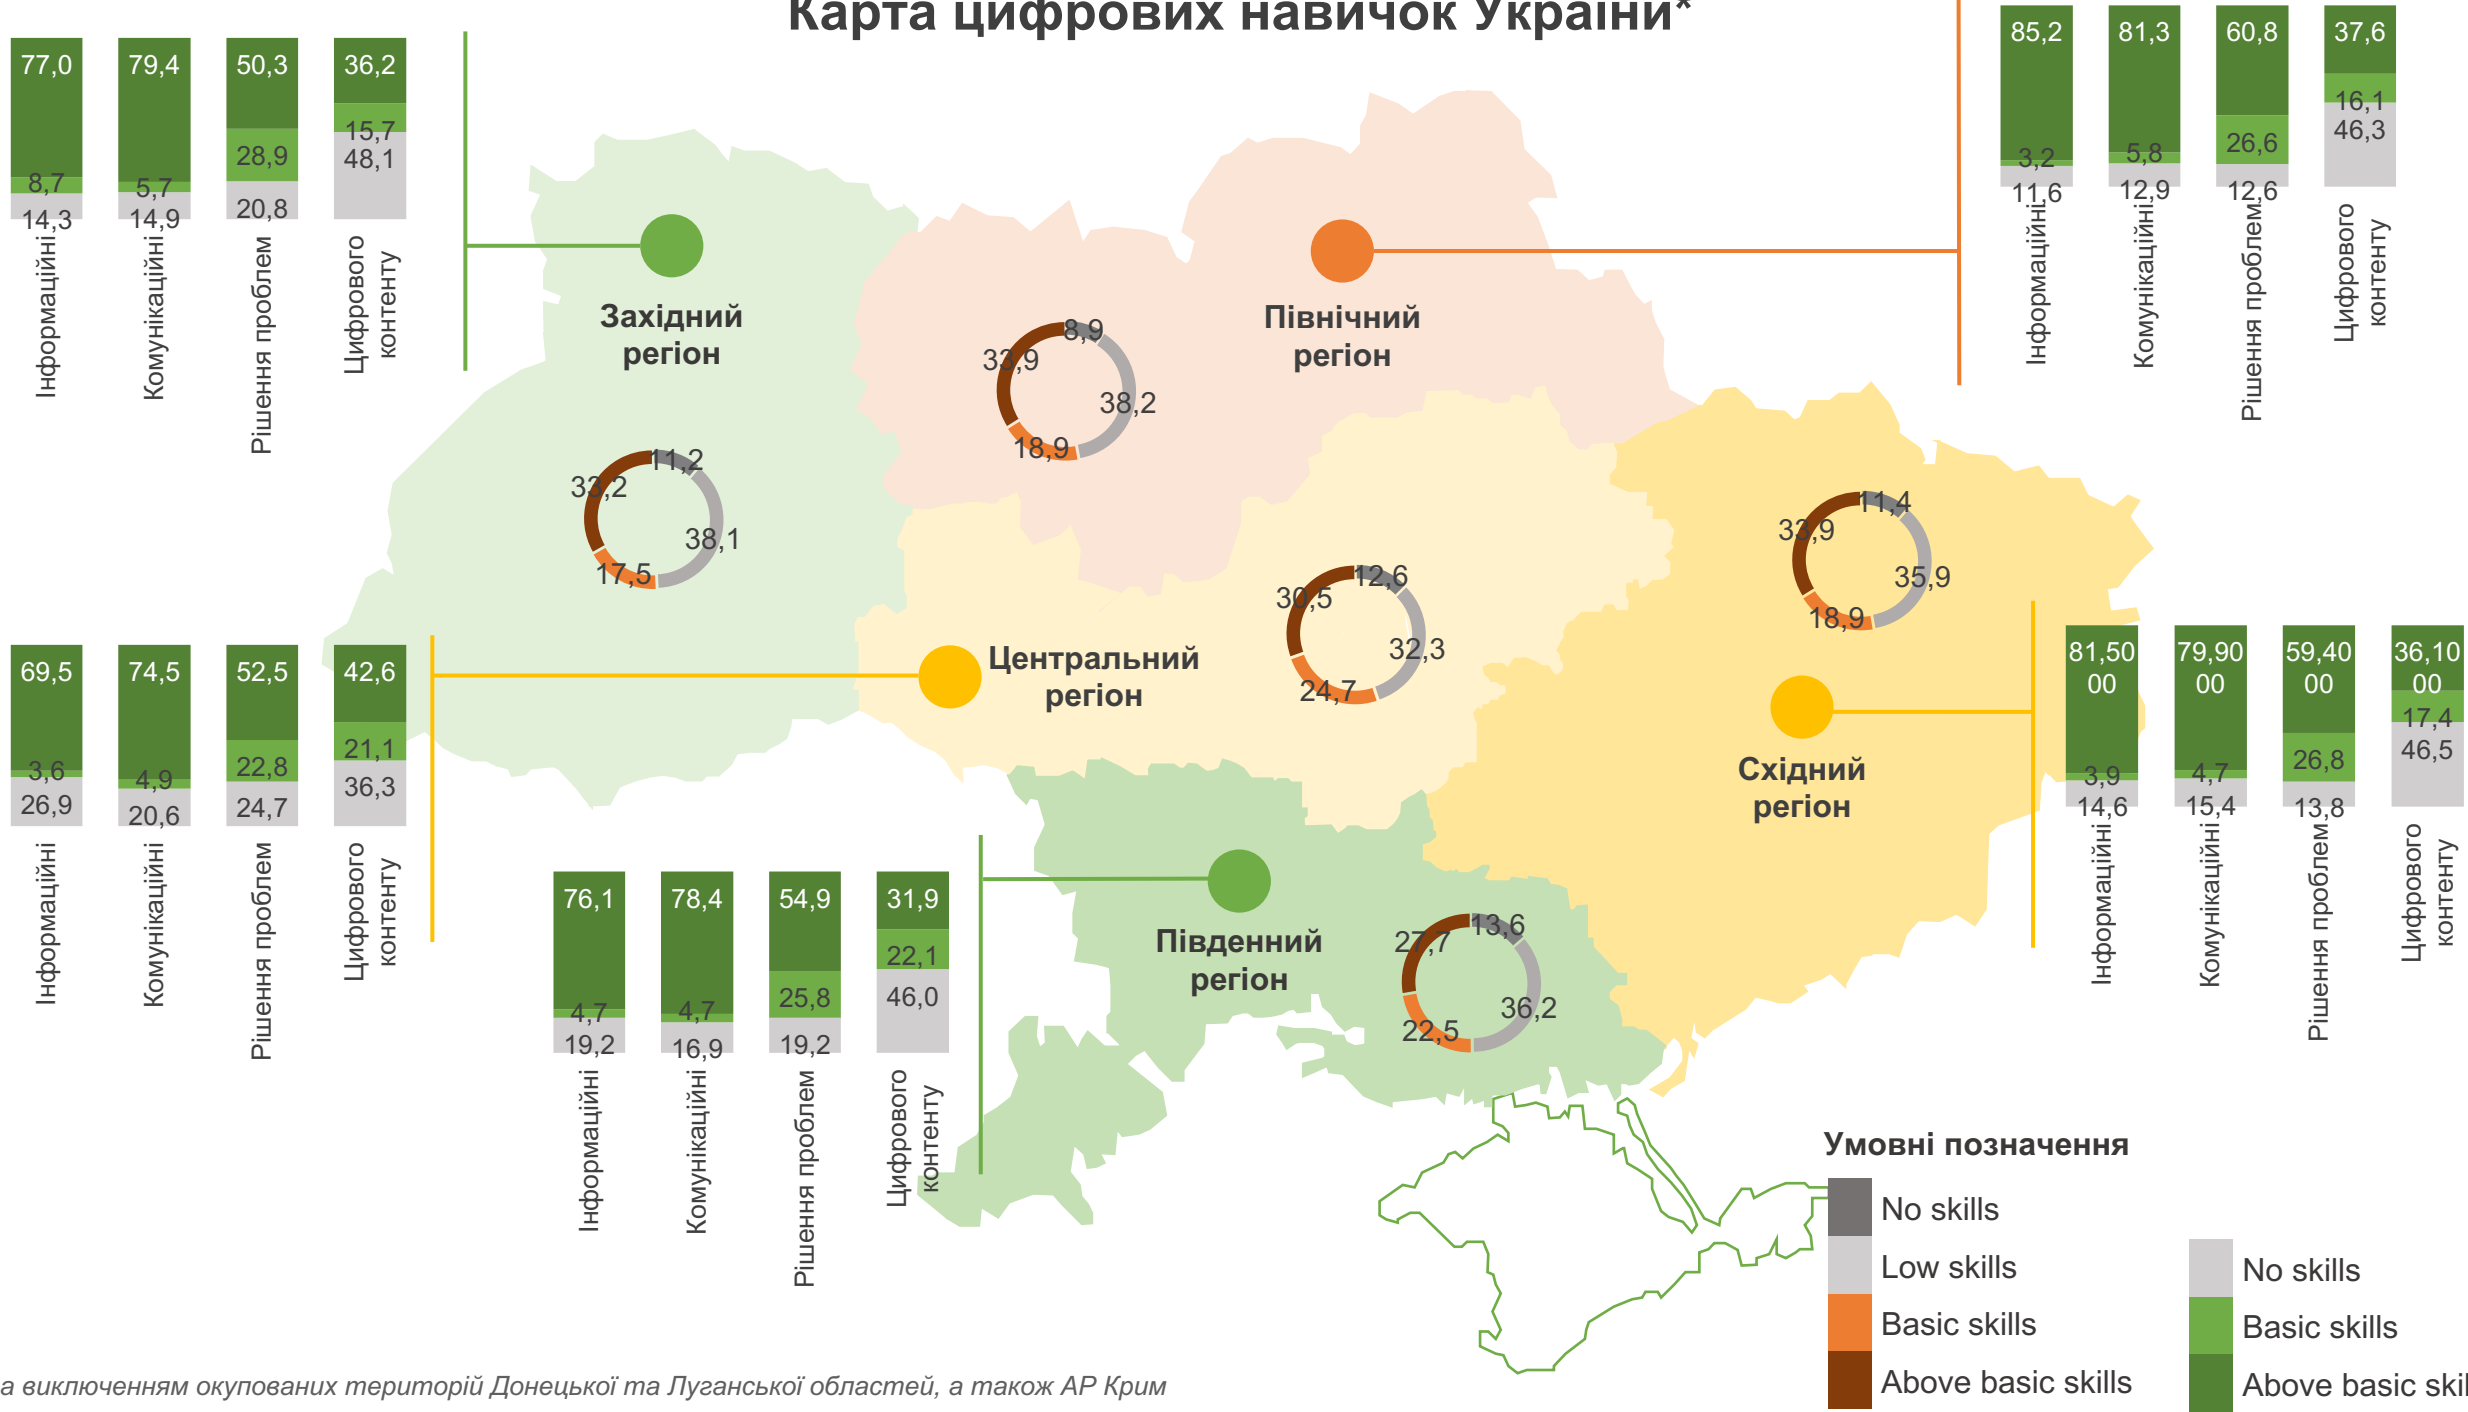 Карта цифрових навичок України*
77,0
79,4
50,3
36,2
8,7
5,7
28,9
15,7
14,3
14,9
20,8
48,1
Інформаційні
Комунікаційні
Рішення проблем
Цифрового
контенту
85,2
81,3
60,8
37,6
3,2
5,8
26,6
16,1
11,6
12,9
12,6
46,3
Інформаційні
Комунікаційні
Рішення проблем
Цифрового
контенту
Західний
регіон
11,2
38,1
17,5
33,2
Північний
регіон
8,9
38,2
18,9
33,9
Центральний
регіон
12,6
32,3
24,7
30,5
11,4
35,9
18,9
33,9
Східний
регіон
69,5
74,5
52,5
42,6
3,6
4,9
22,8
21,1
26,9
20,6
24,7
36,3
Інформаційні
Комунікаційні
Рішення проблем
Цифрового
контенту
81,50
00
79,90
00
59,40
00
36,10
00
3,9
4,7
26,8
17,4
14,6
15,4
13,8
46,5
Інформаційні
Комунікаційні
Рішення проблем
Цифрового
контенту
76,1
78,4
54,9
31,9
4,7
4,7
25,8
22,1
19,2
16,9
19,2
46,0
Інформаційні
Комунікаційні
Рішення проблем
Цифрового
контенту
Південний
регіон
13,6
36,2
22,5
27,7
Умовні позначення
No skills
Low skills
Basic skills
Above basic skills
No skills
Basic skills
Above basic skil
а виключенням окупованих територій Донецької та Луганської областей, а також АР Крим